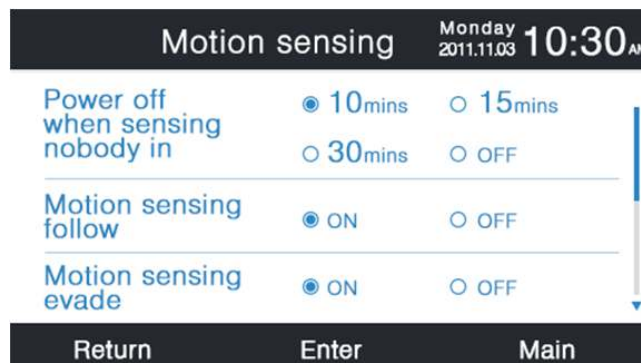 Motion sensing
Monday
2011.11.03 10:30 AM
Power off
when sensing
nobody in
10mins 15mins
30mins OFF
Motion sensing
follow
ON OFF
Motion sensing
evade
ON OFF
Return Enter Main